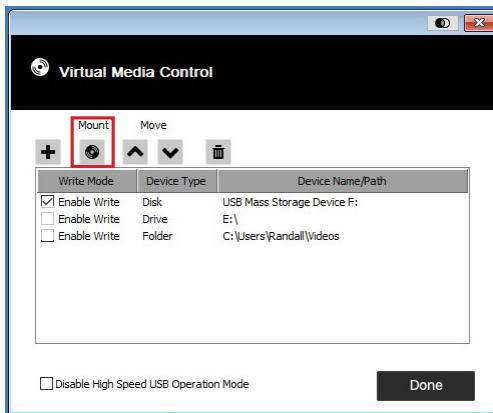 Virtual Media Control
Mount Move
Write Mode Device Type Device Name/Path
Enable Write Disk USB Mass Storage Device F:
Enable Write Drive E:\
Enable Write Folder C:\Users\Randall\Videos
Disable High Speed USB Operation Mode Done